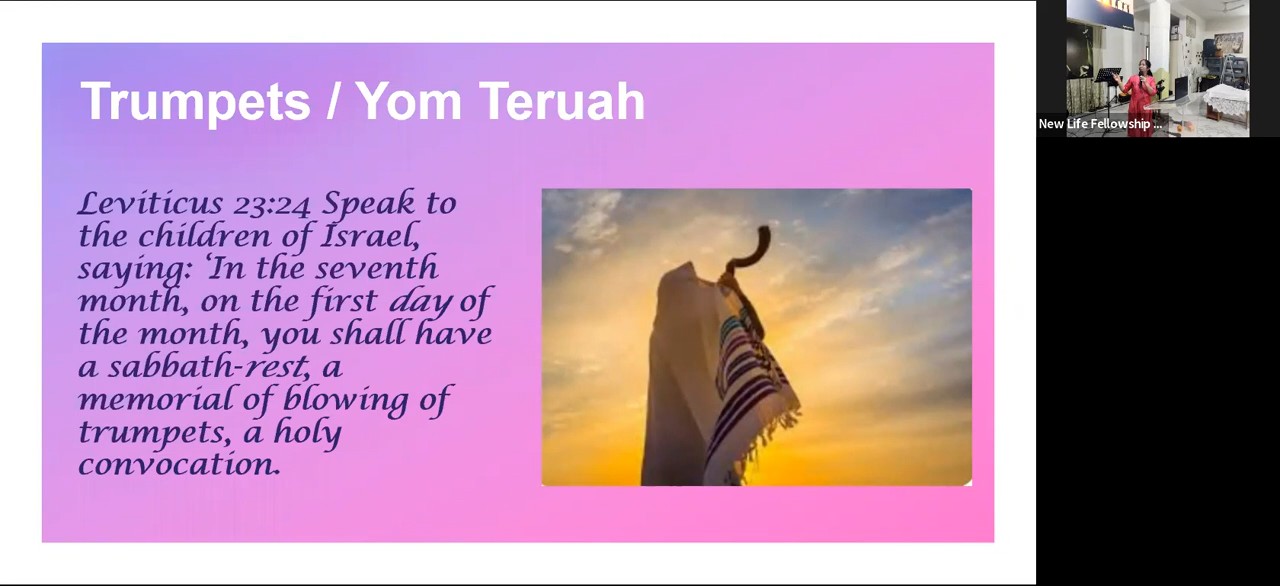 Trumpets / Yom Teruah
Leviticus 23:24 Speak to
the children of Israel,
saying: ‘In the seventh
month, on the first day of
the month, you shall have
a sabbath-rest, a
memorial of blowing of
trumpets, a holy
convocation.
New Life Fellowship ...